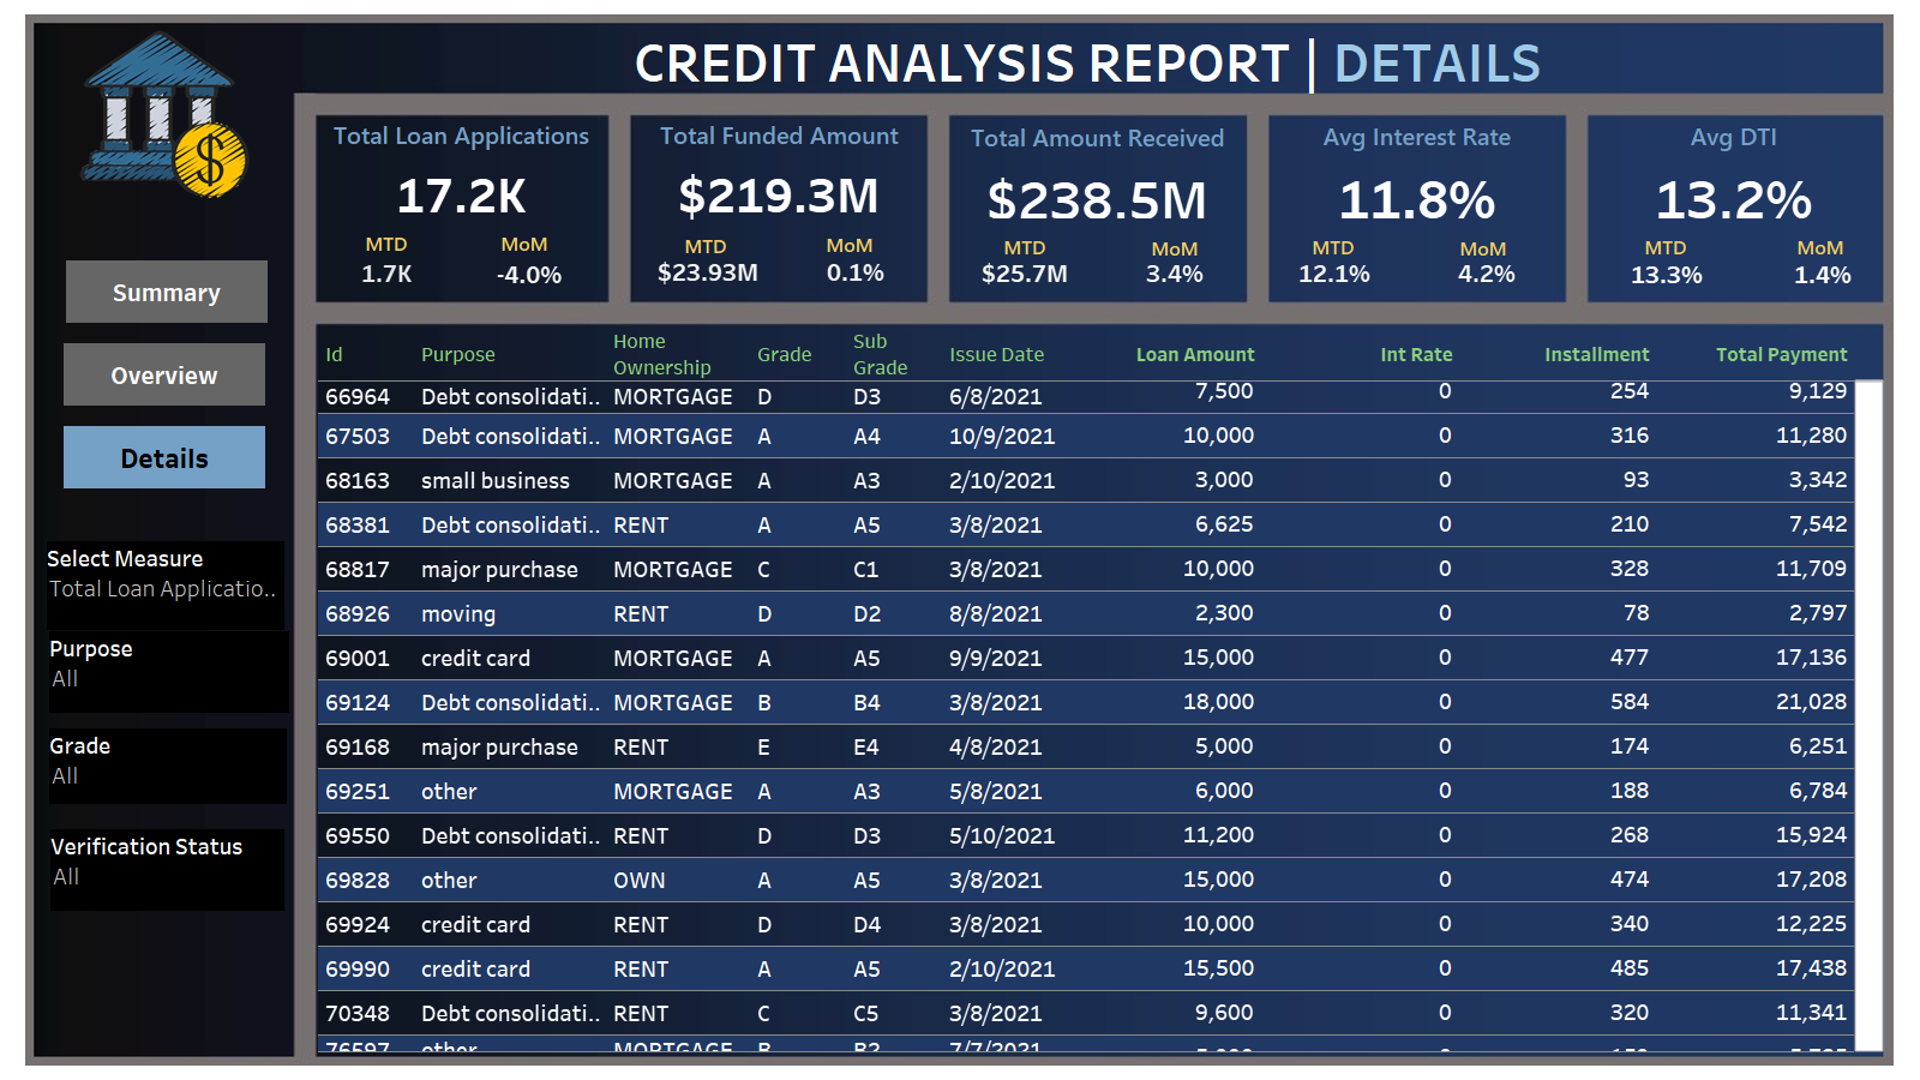 CREDIT ANALYSIS REPORT | DETAILS
$
Total Loan Applications
17.2K
MTD MoM
1.7K -4.0%
Total Funded Amount
$219.3M
MTD MoM
$23.93M 0.1%
Total Amount Received
$238.5M
MTD MoM
$25.7M 3.4%
Avg Interest Rate
11.8%
MTD MoM
12.1% 4.2%
Avg DTI
13.2%
MTD MoM
13.3% 1.4%
Summary
Overview
Details
Select Measure
Total Loan Applicatio..
Purpose
All
Grade
All
Verification Status
All
Id Purpose Home Ownership Grade Sub Grade Issue Date Loan Amount Int Rate Installment Total Payment
66964 Debt consolidati.. MORTGAGE D D3 6/8/2021 7,500 0 254 9,129
67503 Debt consolidati.. MORTGAGE A A4 10/9/2021 10,000 0 316 11,280
68163 small business MORTGAGE A A3 2/10/2021 3,000 0 93 3,342
68381 Debt consolidati.. RENT A A5 3/8/2021 6,625 0 210 7,542
68817 major purchase MORTGAGE C C1 3/8/2021 10,000 0 328 11,709
68926 moving RENT D D2 8/8/2021 2,300 0 78 2,797
69001 credit card MORTGAGE A A5 9/9/2021 15,000 0 477 17,136
69124 Debt consolidati.. MORTGAGE B B4 3/8/2021 18,000 0 584 21,028
69168 major purchase RENT E E4 4/8/2021 5,000 0 174 6,251
69251 other MORTGAGE A A3 5/8/2021 6,000 0 188 6,784
69550 Debt consolidati.. RENT D D3 5/10/2021 11,200 0 268 15,924
69828 other OWN A A5 3/8/2021 15,000 0 474 17,208
69924 credit card RENT D D4 3/8/2021 10,000 0 340 12,225
69990 credit card RENT A A5 2/10/2021 15,500 0 485 17,438
70348 Debt consolidati.. RENT C C5 3/8/2021 9,600 0 320 11,341
76597 other MORTGAGE B B2 7/7/2021